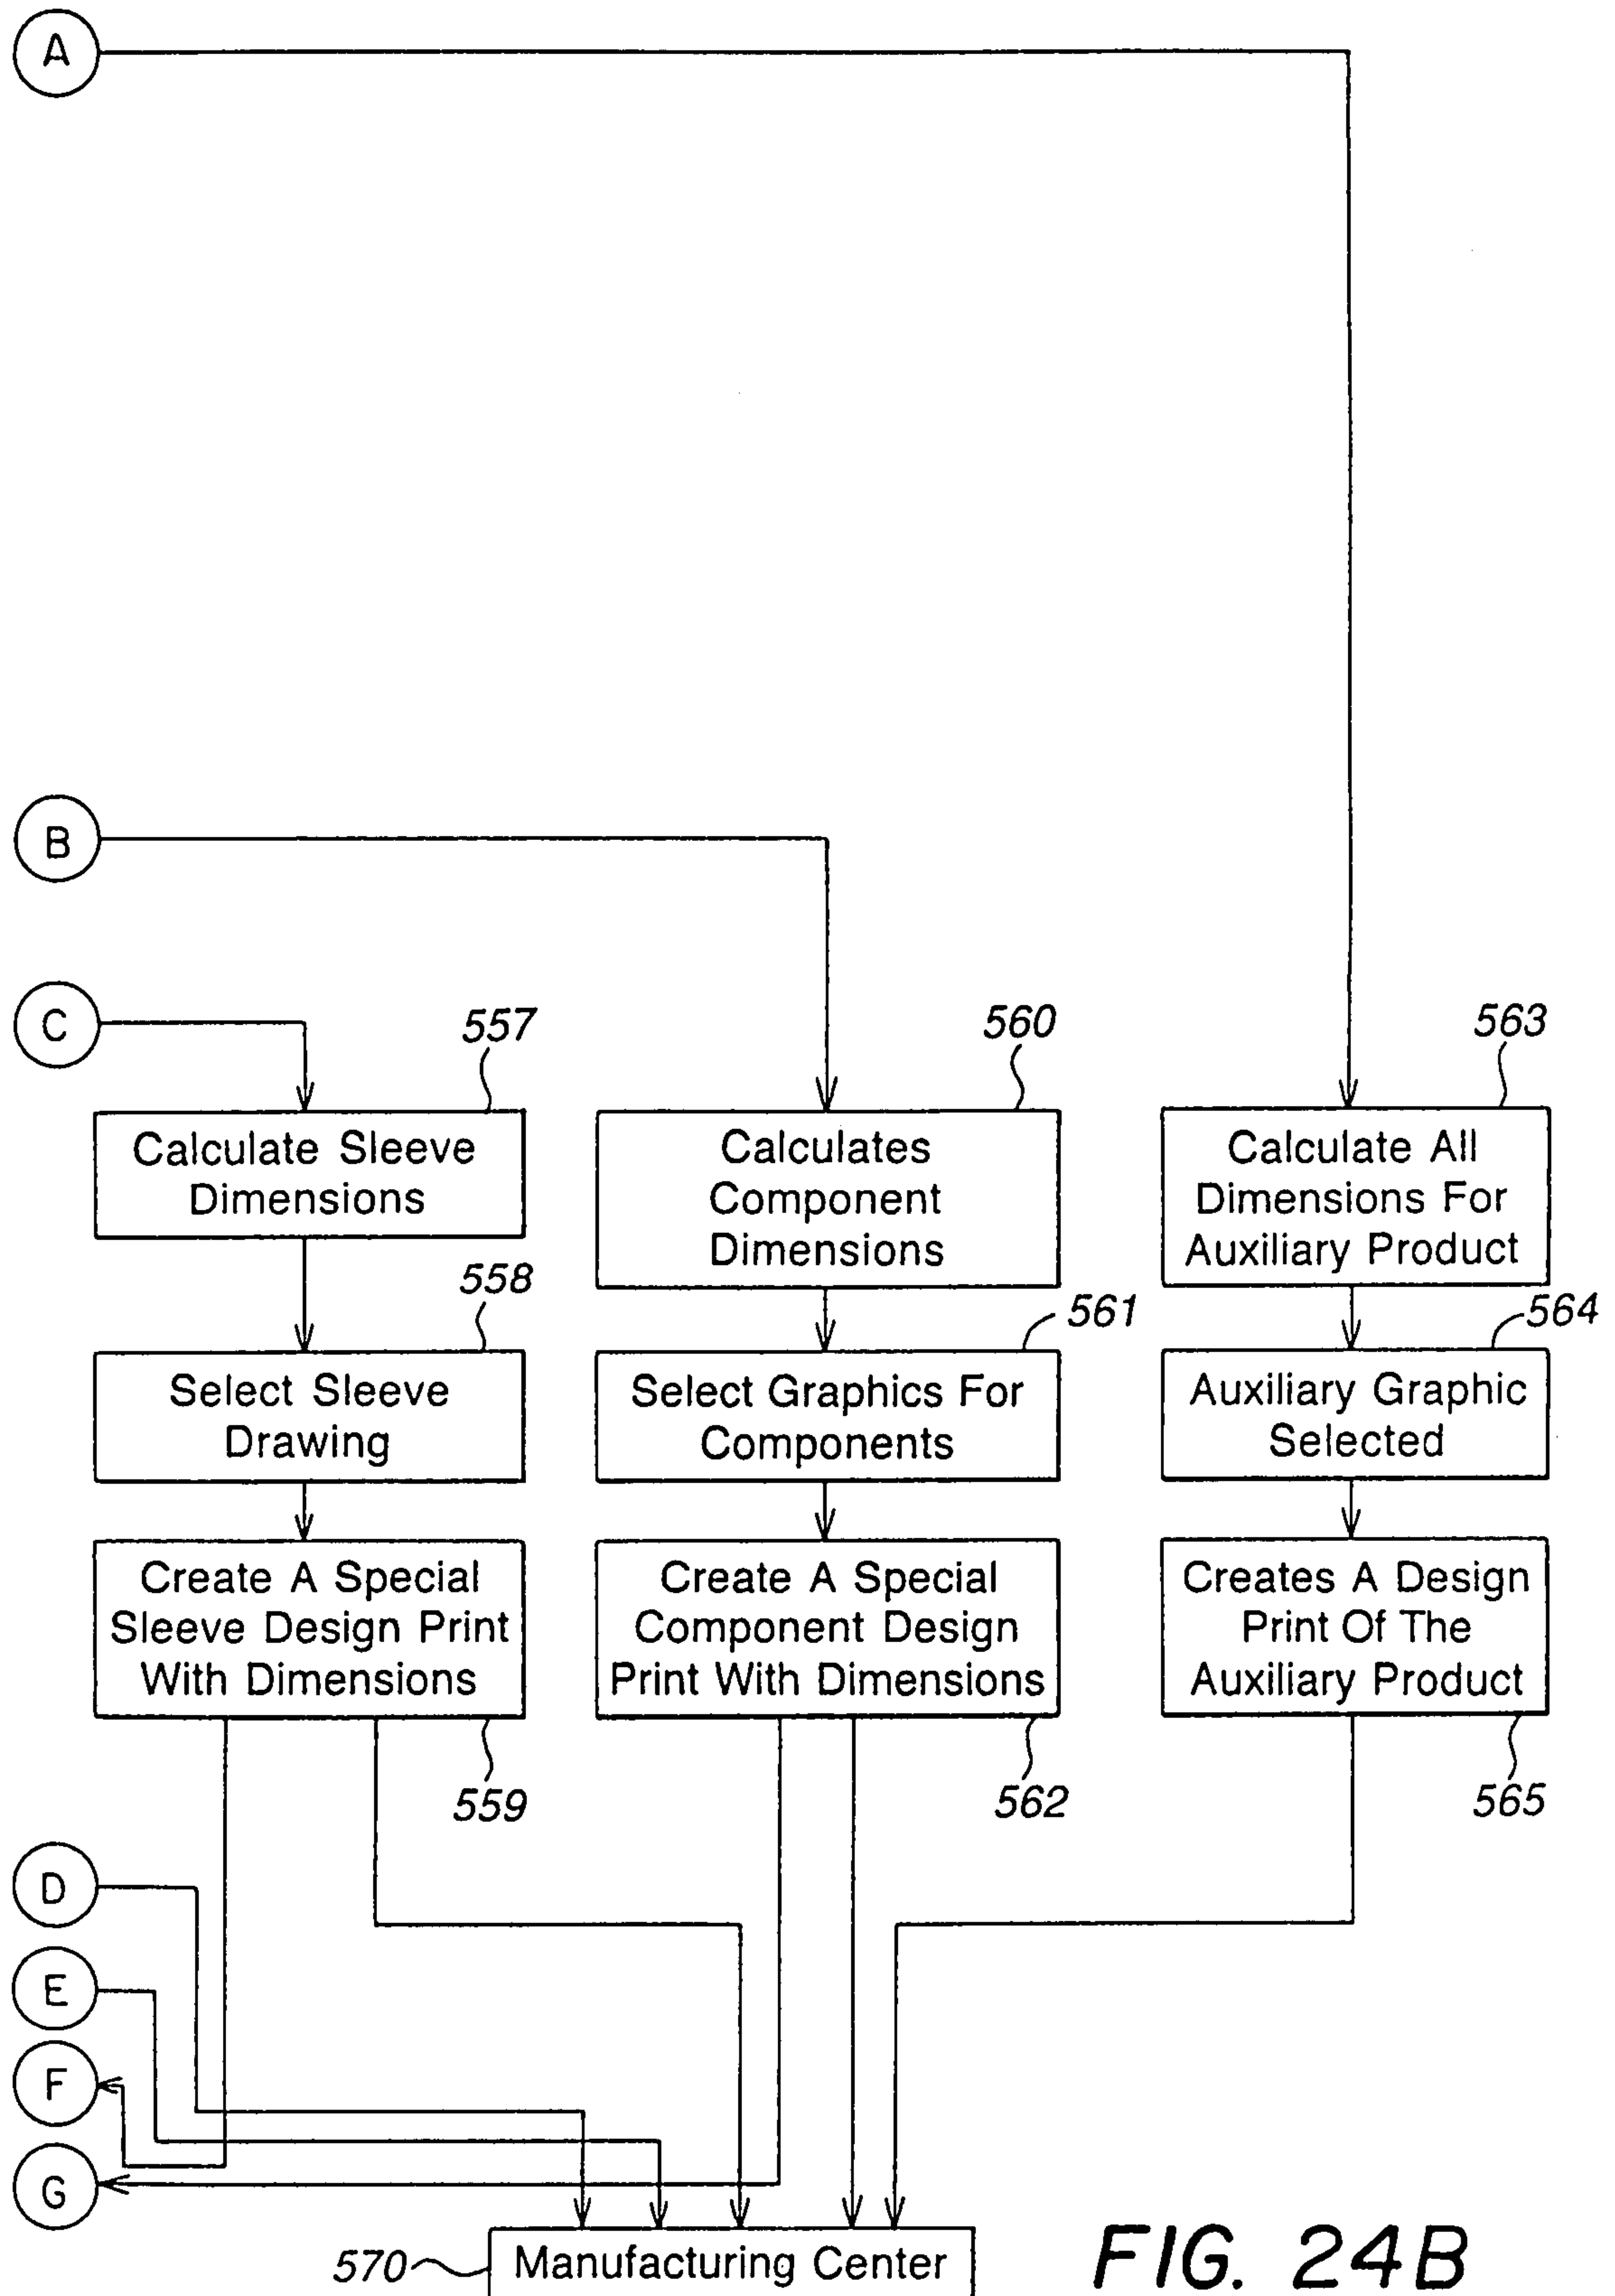 A
B
C
557
560
563
Calculate Sleeve
Dimensions
Calculates
Component
Dimensions
Calculate All
Dimensions For
Auxiliary Product
558
561
564
Select Sleeve
Drawing
Select Graphics For
Components
Auxiliary Graphic
Selected
Create A Special
Sleeve Design Print
With Dimensions
Create A Special
Component Design
Print With Dimensions
Creates A Design
Print Of The
Auxiliary Product
559
562
565
D
E
F
G
570
Manufacturing Center
FIG. 24B